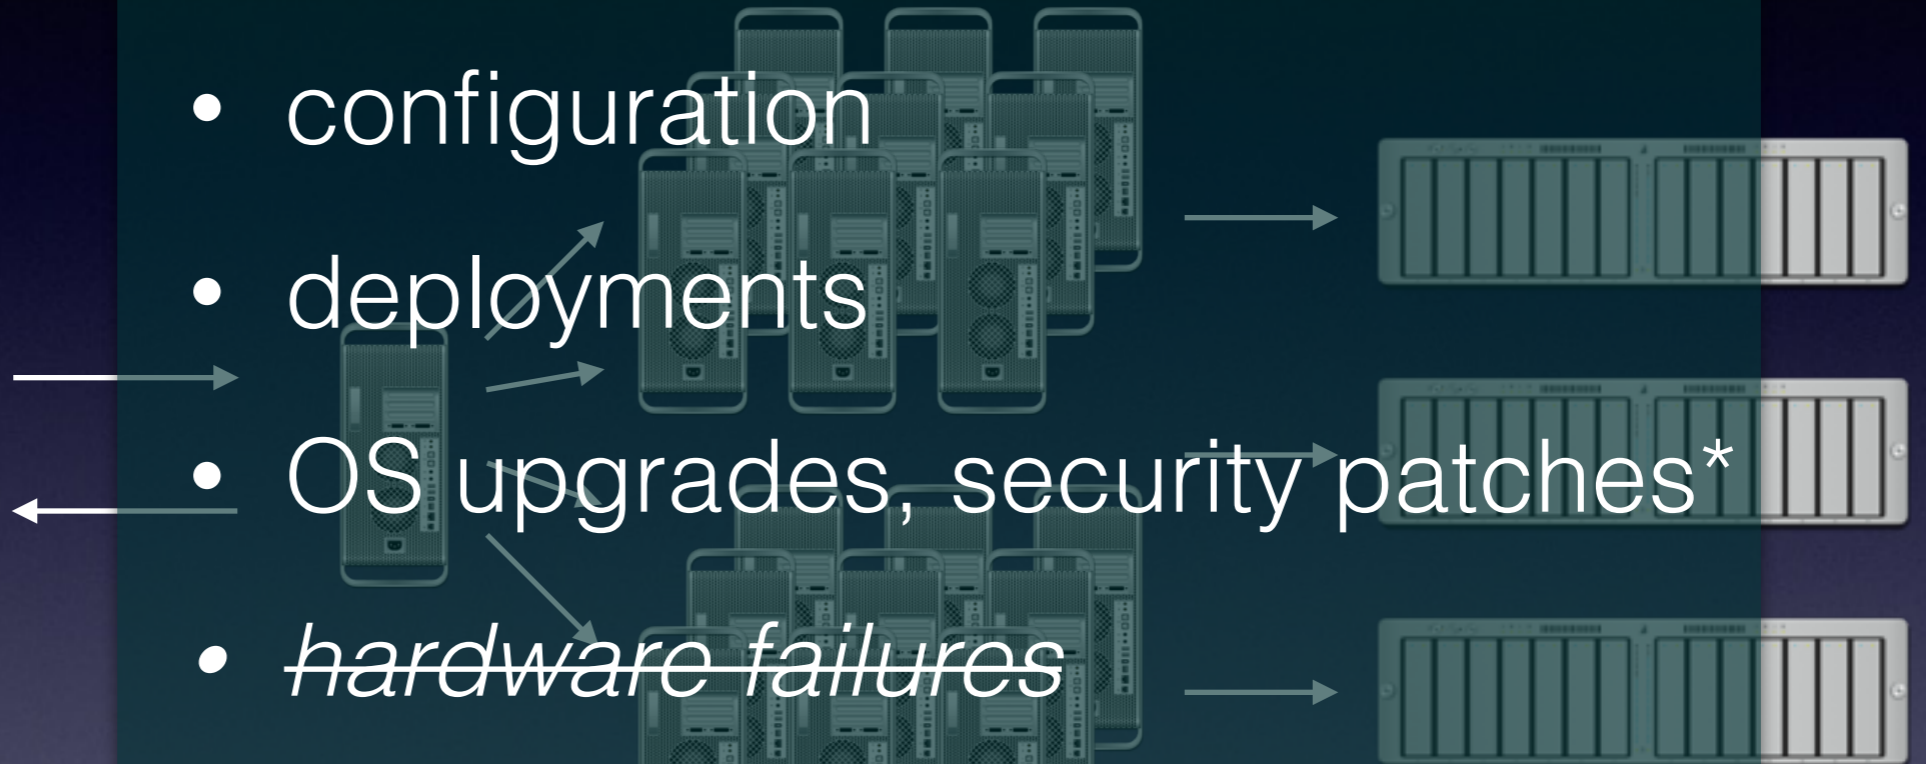 • configuration
• deployments
• OS upgrades, security patches*
• hardware failures